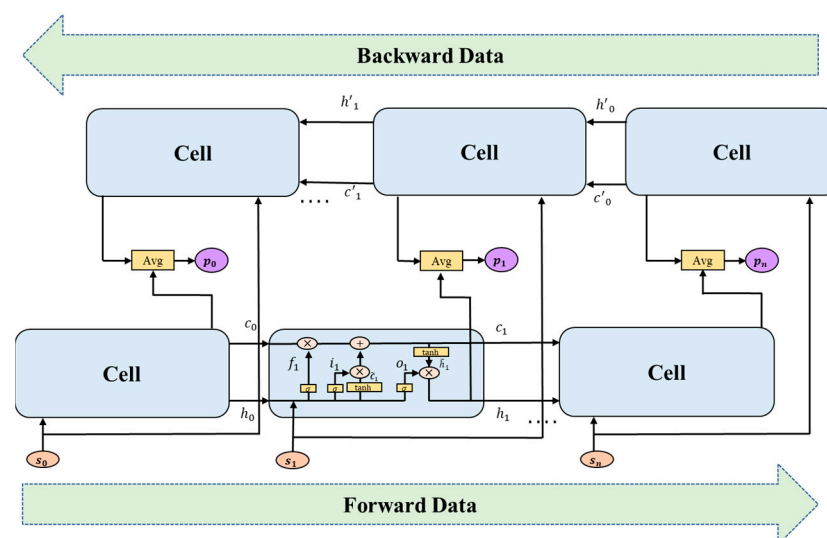 Backward Data
h'₁
h'₀
Cell
Cell
Cell
c'₁
c'₀
....
Avg
p₀
Avg
p₁
Avg
pₙ
c₀
c₁
×
+
tanh
Cell
f₁
i₁
×
c̃₁
o₁
×
h̃₁
Cell
σ
σ
tanh
σ
h₀
h₁
....
s₀
s₁
sₙ
Forward Data